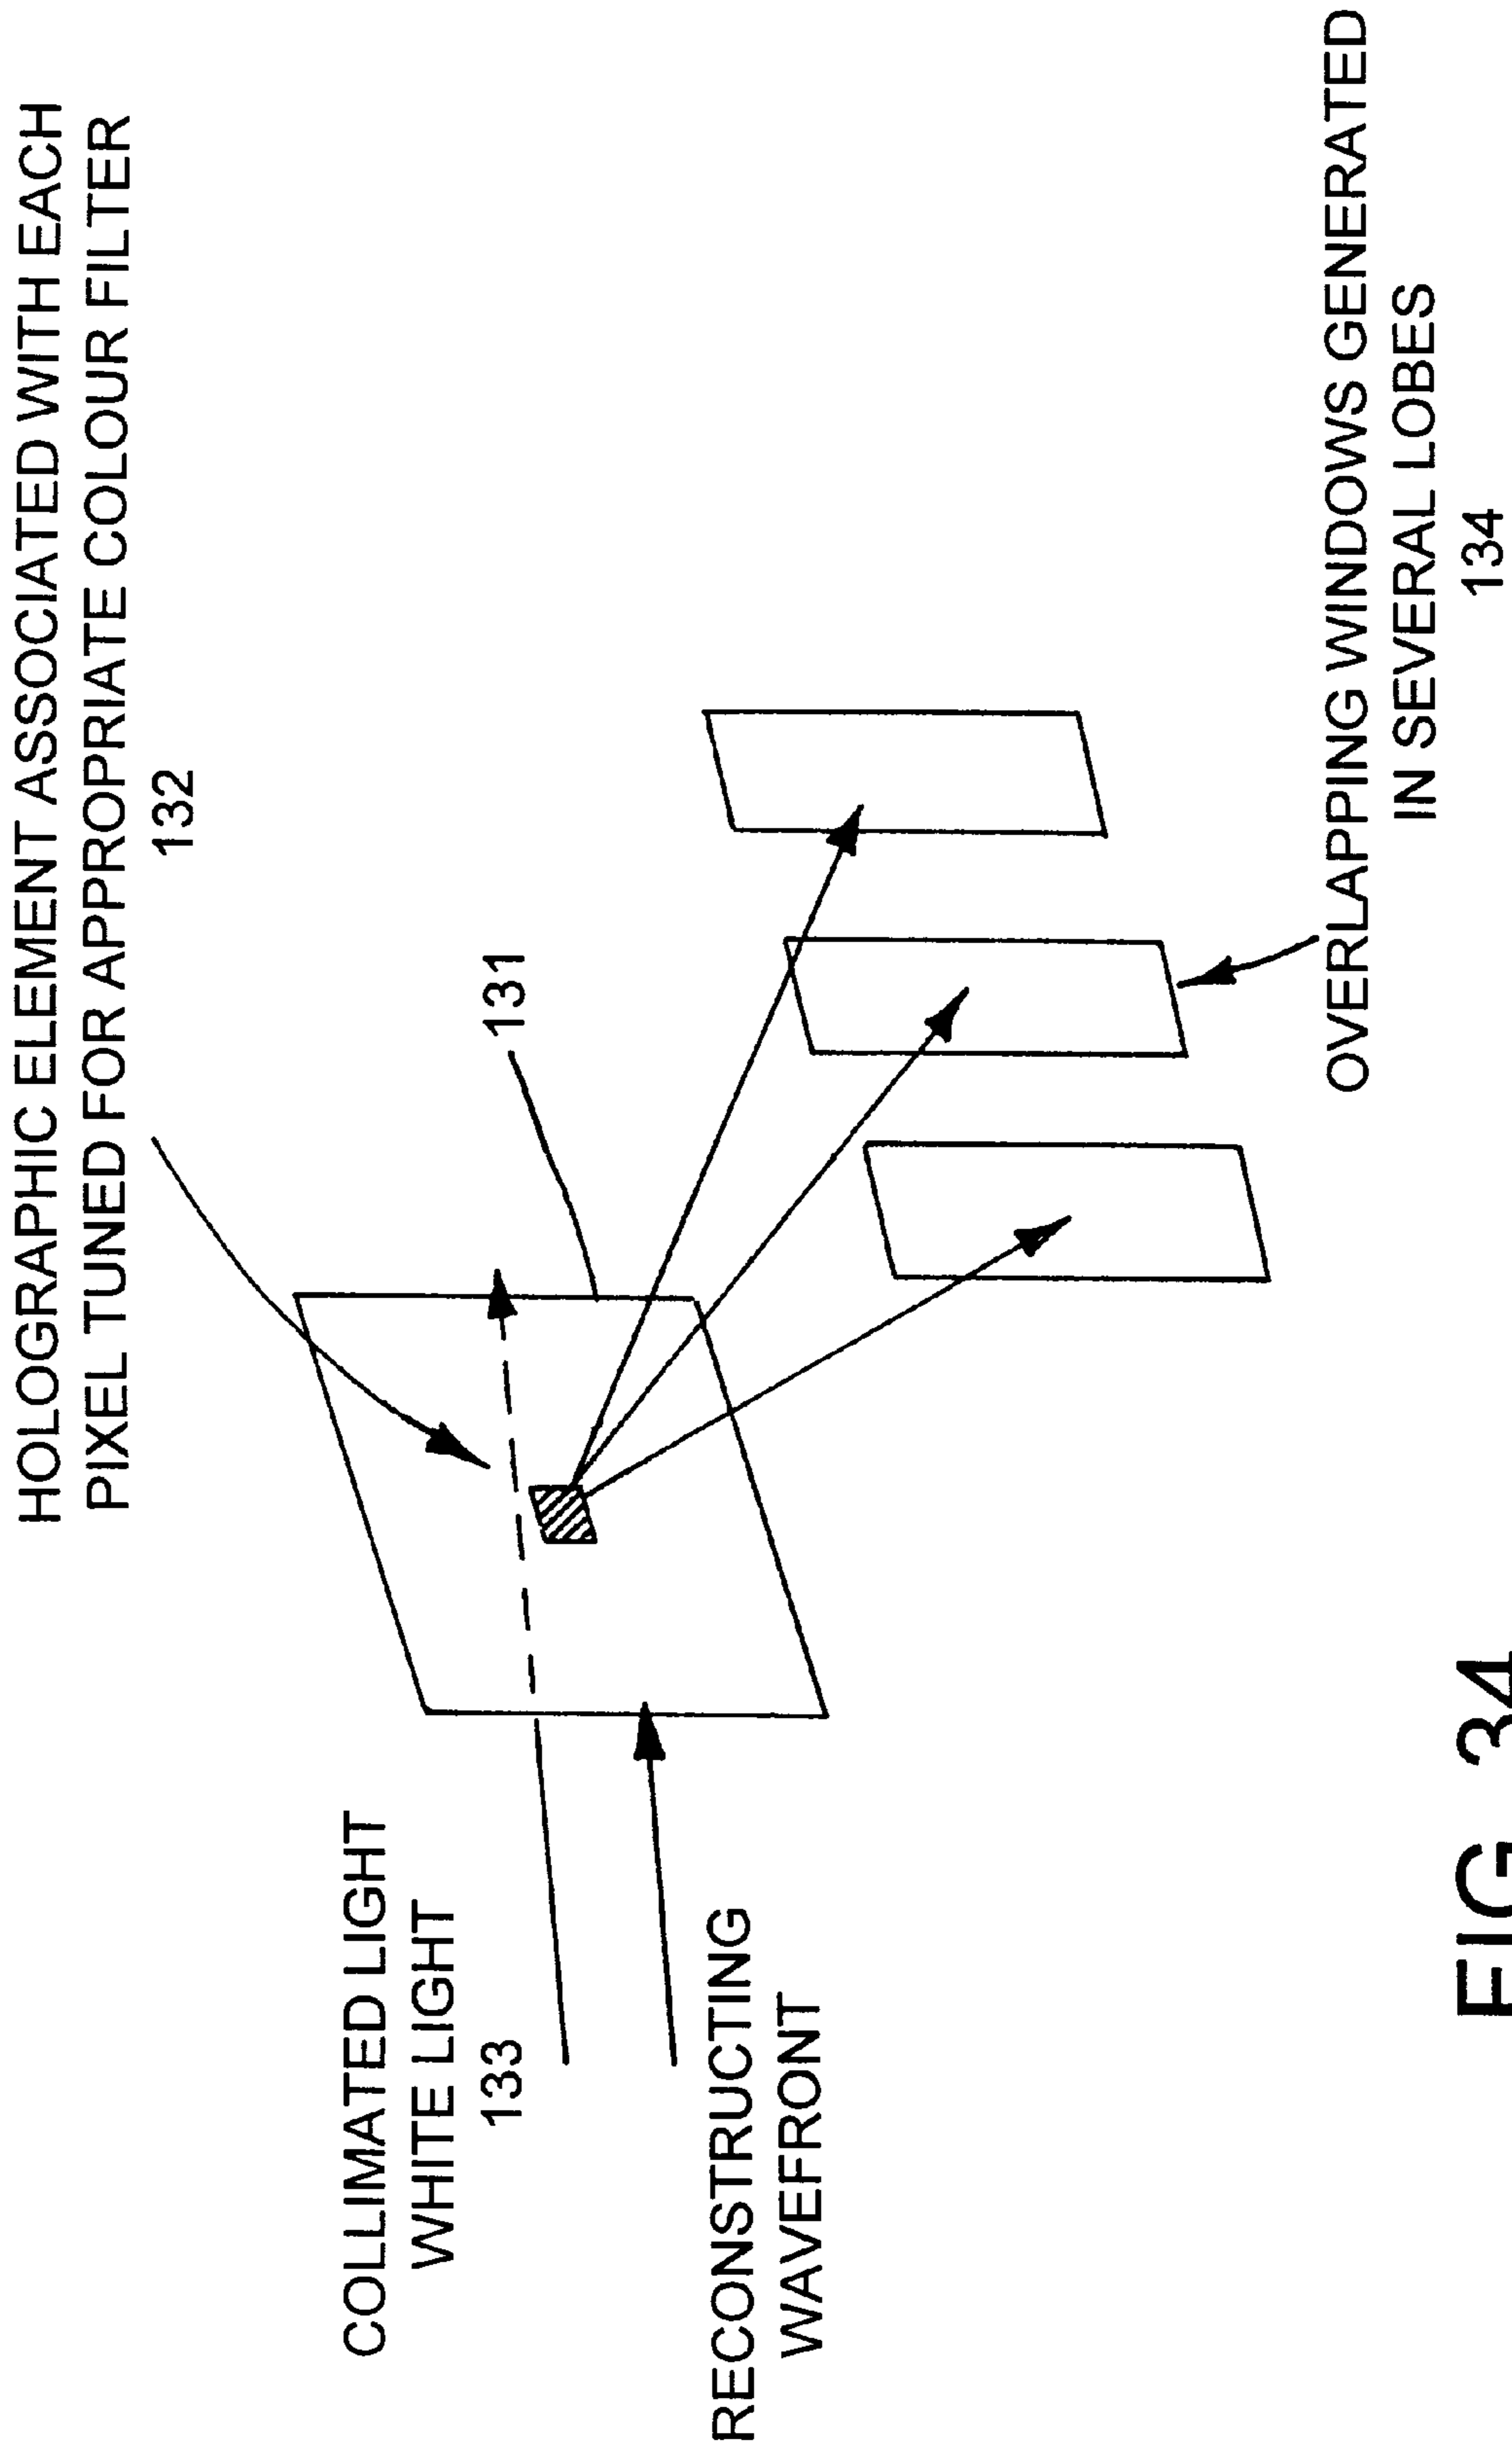 HOLOGRAPHIC ELEMENT ASSOCIATED WITH EACH
PIXEL TUNED FOR APPROPRIATE COLOUR FILTER
132
COLLIMATED LIGHT
WHITE LIGHT
133
131
RECONSTRUCTING
WAVEFRONT
OVERLAPPING WINDOWS GENERATED
IN SEVERAL LOBES
134
FIG 34